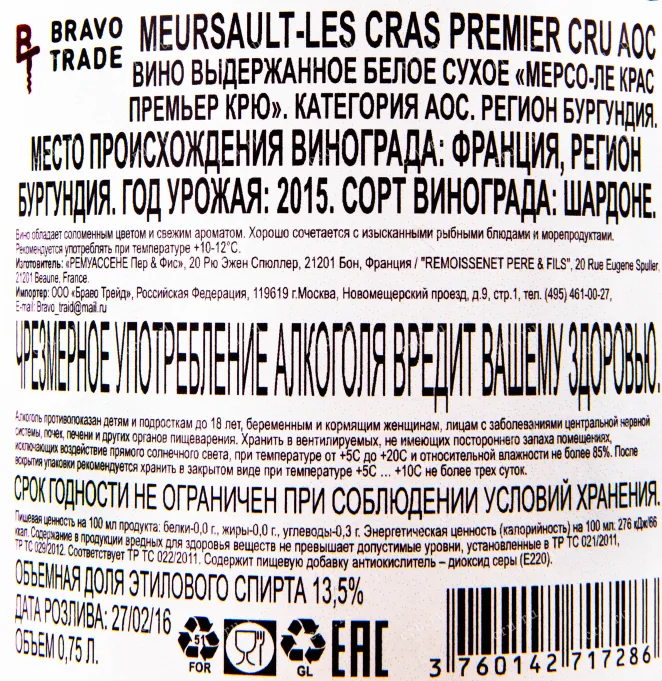 BRAVO
TRADE
MEURSAULT-LES CRAS PREMIER CRU AOC
ВИНО ВЫДЕРЖАННОЕ БЕЛОЕ СУХОЕ «МЕРСО-ЛЕ КРАС
ПРЕМЬЕР КРЮ». КАТЕГОРИЯ АОС. РЕГИОН БУРГУНДИЯ.
МЕСТО ПРОИСХОЖДЕНИЯ ВИНОГРАДА: ФРАНЦИЯ, РЕГИОН
БУРГУНДИЯ. ГОД УРОЖАЯ: 2015. СОРТ ВИНОГРАДА: ШАРДОНЕ.
Вино обладает соломенным цветом и свежим ароматом. Хорошо сочетается с изысканными рыбными блюдами и морепродуктами.
Рекомендуется употреблять при температуре +10-12°С.
Изготовитель: «РЕМУАССЕНЕ Пер & Фис», 20 Рю Эжен Спюллер, 21201 Бон, Франция / "REMOISSENET PERE & FILS", 20 Rue Eugene Spuller,
21201 Beaune, France.
Импортер: ООО «Браво Трейд», Российская Федерация, 119619 г.Москва, Новомещерский проезд, д.9, стр.1, тел. (495) 461-00-27,
E-mail: Bravo_traid@mail.ru
ЧРЕЗМЕРНОЕ УПОТРЕБЛЕНИЕ АЛКОГОЛЯ ВРЕДИТ ВАШЕМУ ЗДОРОВЬЮ.
Алкоголь противопоказан детям и подросткам до 18 лет, беременным и кормящим женщинам, лицам с заболеваниями центральной нервной
системы, почек, печени и других органов пищеварения. Хранить в вентилируемых, не имеющих постороннего запаха помещениях,
исключающих воздействие прямого солнечного света, при температуре от +5С до +20С и относительной влажности не более 85%. После
вскрытия упаковки рекомендуется хранить в закрытом виде при температуре +5С ... +10С не более трех суток.
СРОК ГОДНОСТИ НЕ ОГРАНИЧЕН ПРИ СОБЛЮДЕНИИ УСЛОВИЙ ХРАНЕНИЯ.
Пищевая ценность на 100 мл продукта: белки-0,0 г., жиры-0,0 г., углеводы-0,3 г. Энергетическая ценность (калорийность) на 100 мл. 276 кДж/66
ккал. Содержание в продукции вредных для здоровья веществ не превышает допустимые уровни, установленные в ТР ТС 021/2011,
ТР ТС 029/2012. Соответствует ТР ТС 022/2011. Содержит пищевую добавку антиокислитель – диоксид серы (Е220).
ОБЪЕМНАЯ ДОЛЯ ЭТИЛОВОГО СПИРТА 13,5%
ДАТА РОЗЛИВА: 27/02/16
ОБЪЕМ 0,75 Л.
51
FOR
GL
EAC
3 760142 717286